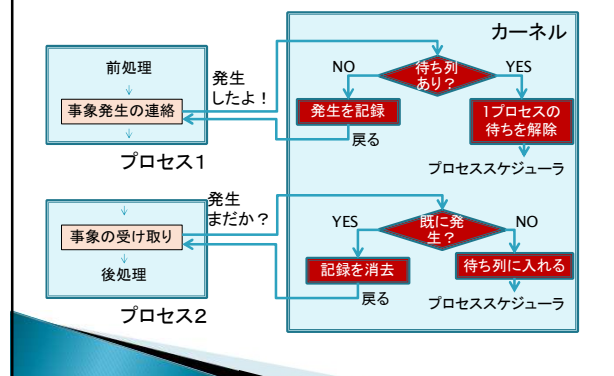 カーネル
前処理
事象発生の連絡
プロセス1
発生
したよ！
NO
待ち列
あり？
YES
発生を記録
戻る
1プロセスの
待ちを解除
プロセススケジューラ
事象の受け取り
後処理
プロセス2
発生
まだか？
YES
既に発
生？
NO
記録を消去
戻る
待ち列に入れる
プロセススケジューラ